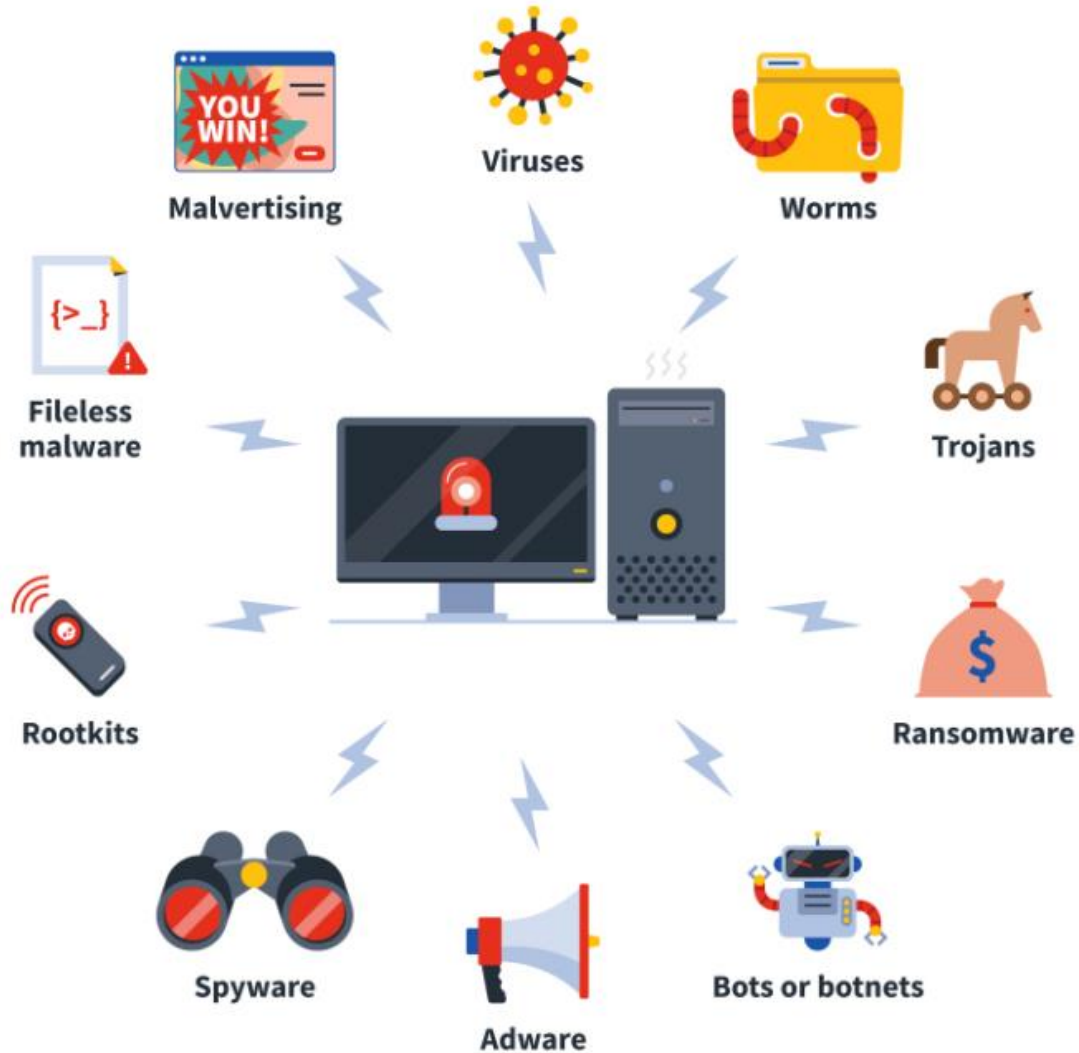 YOU
WIN!
Malvertising
Viruses
Worms
{>_}
!
Fileless
malware
Trojans
Rootkits
$
Ransomware
Spyware
Adware
Bots or botnets